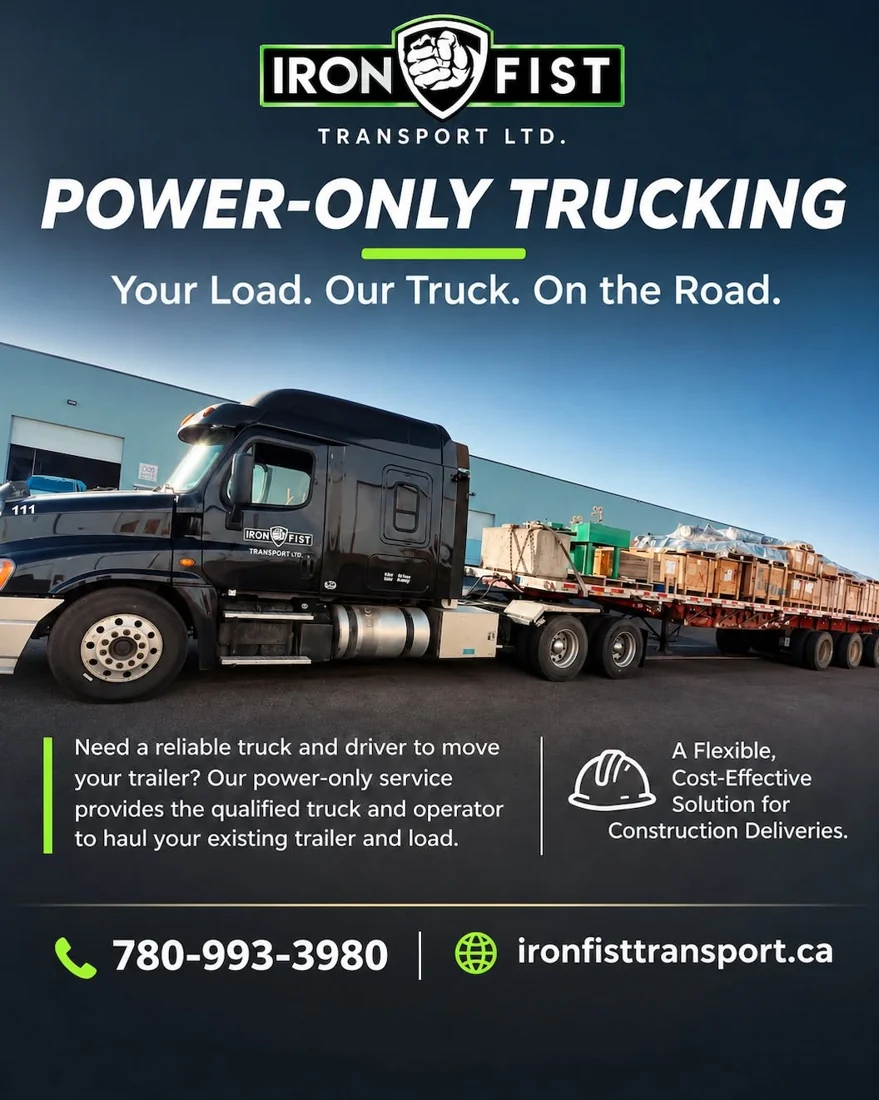 IRON FIST
TRANSPORT LTD.
POWER-ONLY TRUCKING
Your Load. Our Truck. On the Road.
111
IRON FIST
TRANSPORT LTD.
Need a reliable truck and driver to move
your trailer? Our power-only service
provides the qualified truck and operator
to haul your existing trailer and load.
A Flexible,
Cost-Effective
Solution for
Construction Deliveries.
780-993-3980
ironfisttransport.ca